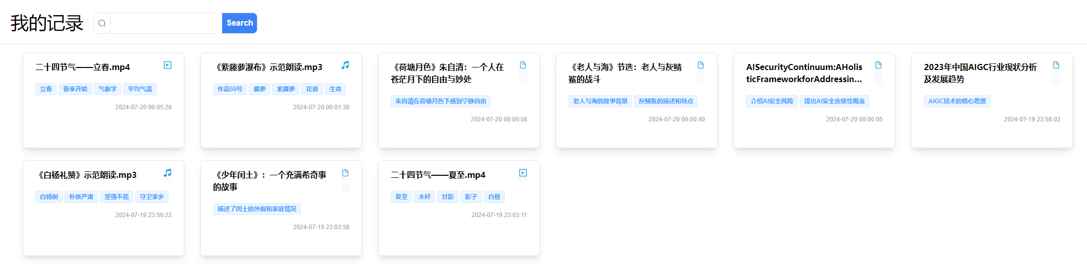 我的记录
Search
二十四节气——立春.mp4
立春 春季开始 气象学 平均气温
2024-07-20 00:05:26
《紫藤萝瀑布》示范朗读.mp3
作品59号 藤萝 紫藤萝 花香 生命
2024-07-20 00:01:39
《荷塘月色》朱自清：一个人在
苍茫月下的自由与妙处
朱自清在荷塘月色下感到宁静自由
2024-07-20 00:00:58
《老人与海》节选：老人与灰鲭
鲨的战斗
老人与海的故事背景 灰鲭鲨的描述和特点
2024-07-20 00:00:40
AISecurityContinuum:AHolis
ticFrameworkforAddressin...
介绍AI安全风险 提出AI安全连续性概念
2024-07-20 00:00:05
2023年中国AIGC行业现状分析
及发展趋势
AIGC技术的核心思想
2024-07-19 23:58:03
《白杨礼赞》示范朗读.mp3
白杨树 朴质严肃 坚强不屈 守卫家乡
2024-07-19 23:56:22
《少年闰土》：一个充满希奇事
的故事
描述了闰土的外貌和家庭情况
2024-07-19 23:03:58
二十四节气——夏至.mp4
夏至 木杆 日影 影子 白昼
2024-07-19 23:03:11